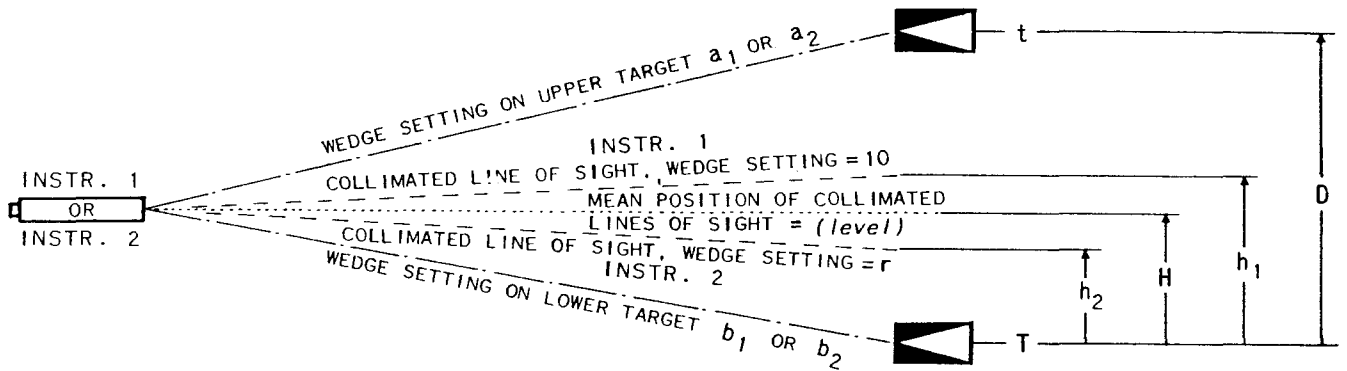 t
WEDGE SETTING ON UPPER TARGET a1 OR a2
INSTR. 1
COLLIMATED LINE OF SIGHT, WEDGE SETTING = 10
INSTR. 1
OR
INSTR. 2
MEAN POSITION OF COLLIMATED
LINES OF SIGHT = (level)
COLLIMATED LINE OF SIGHT, WEDGE SETTING = r
INSTR. 2
WEDGE SETTING ON LOWER TARGET b1 OR b2
D
h1
H
h2
T